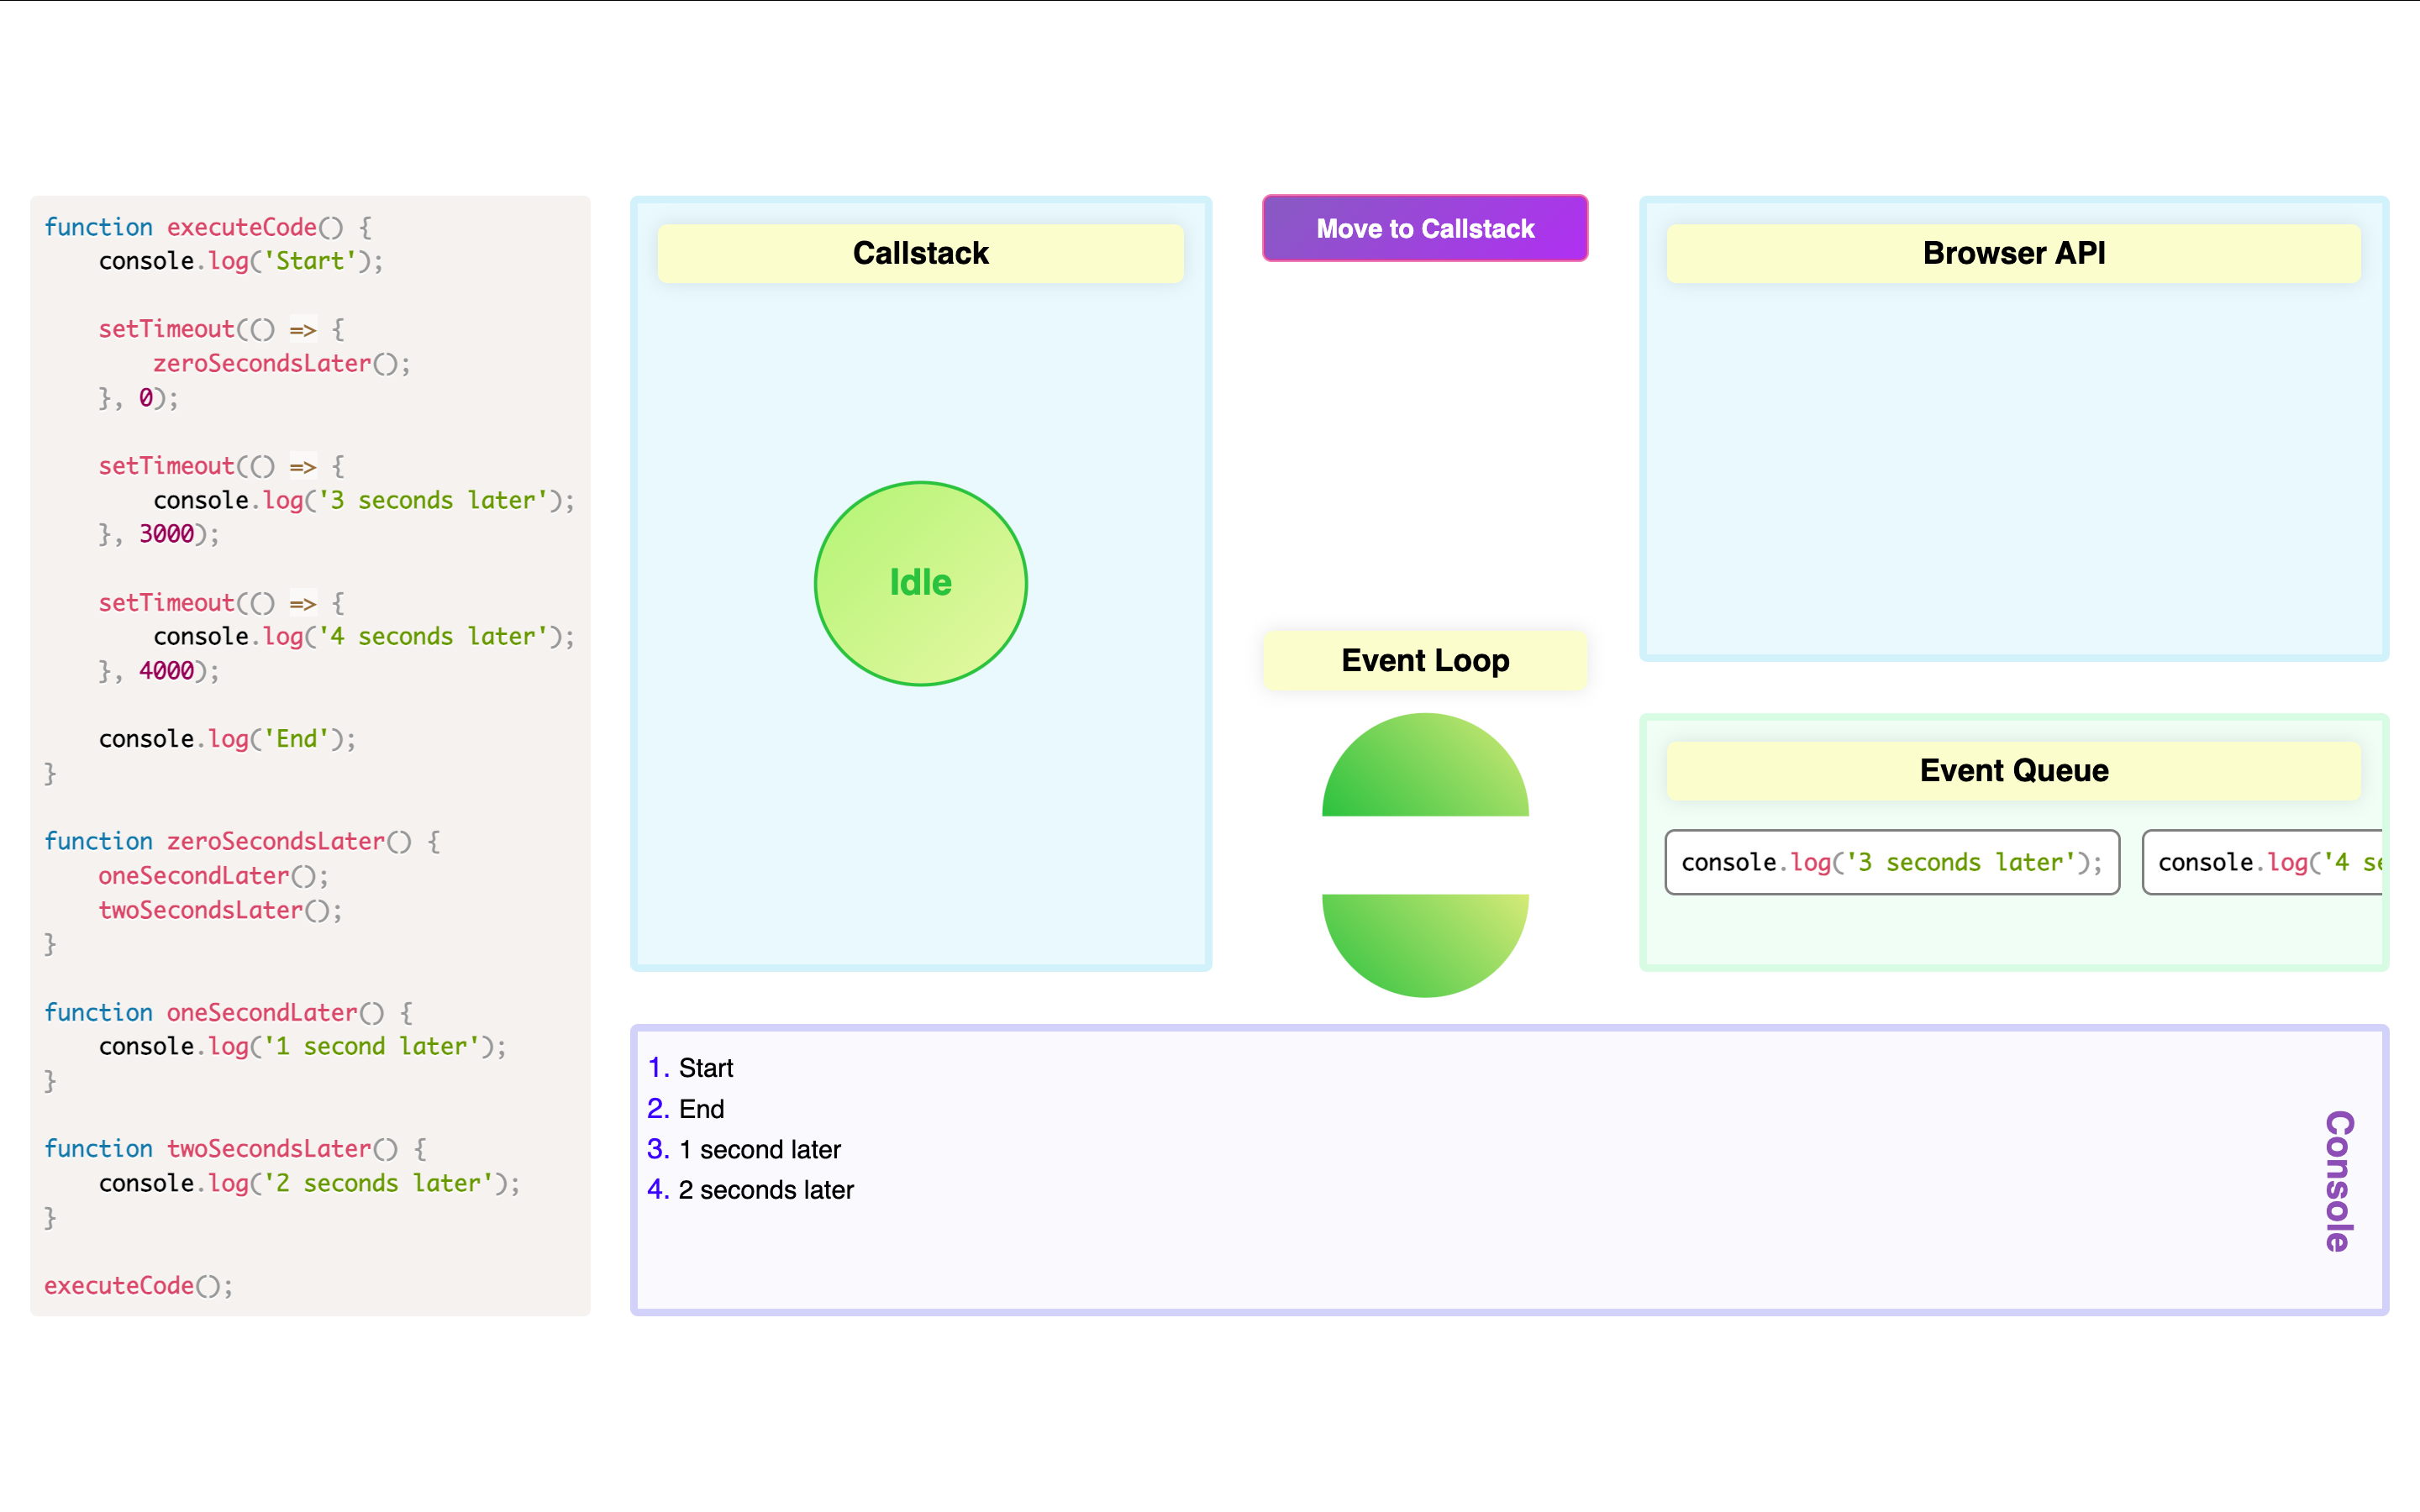 function executeCode() {
    console.log('Start');

    setTimeout(() => {
        zeroSecondsLater();
    }, 0);

    setTimeout(() => {
        console.log('3 seconds later');
    }, 3000);

    setTimeout(() => {
        console.log('4 seconds later');
    }, 4000);

    console.log('End');
}

function zeroSecondsLater() {
    oneSecondLater();
    twoSecondsLater();
}

function oneSecondLater() {
    console.log('1 second later');
}

function twoSecondsLater() {
    console.log('2 seconds later');
}

executeCode();
Callstack
Idle
Move to Callstack
Event Loop
Browser API
Event Queue
console.log('3 seconds later');
console.log('4 se
1. Start
2. End
3. 1 second later
4. 2 seconds later
Console